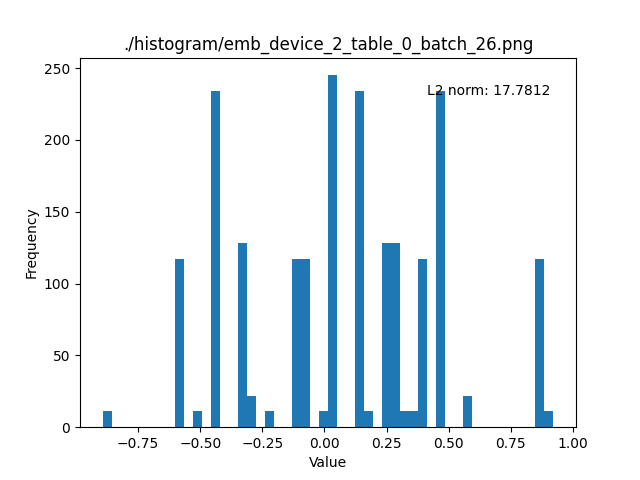 ./histogram/emb_device_2_table_0_batch_26.png
L2 norm: 17.7812
250
200
150
100
50
0
Frequency
−0.75 −0.50 −0.25 0.00 0.25 0.50 0.75 1.00
Value